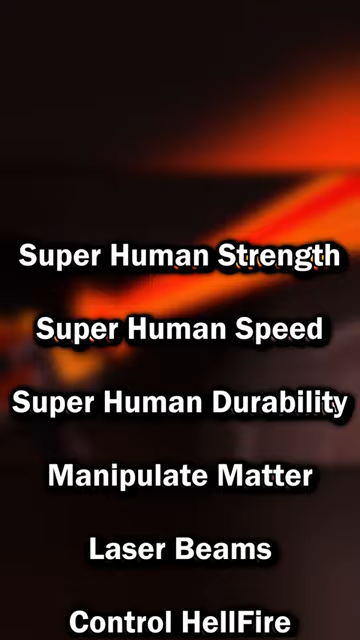 Super Human Strength
Super Human Speed
Super Human Durability
Manipulate Matter
Laser Beams
Control HellFire